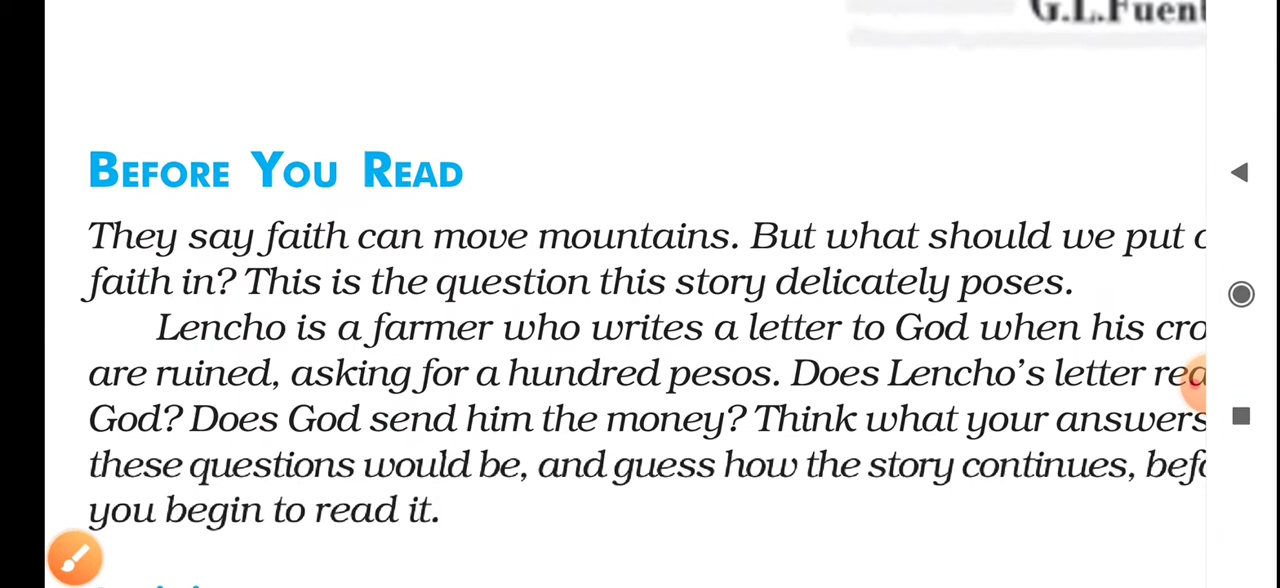 G.L.Fuen
BEFORE YOU READ
They say faith can move mountains. But what should we put
faith in? This is the question this story delicately poses.
Lencho is a farmer who writes a letter to God when his cro
are ruined, asking for a hundred pesos. Does Lencho's letter rea
God? Does God send him the money? Think what your answers
these questions would be, and guess how the story continues, befo
you begin to read it.